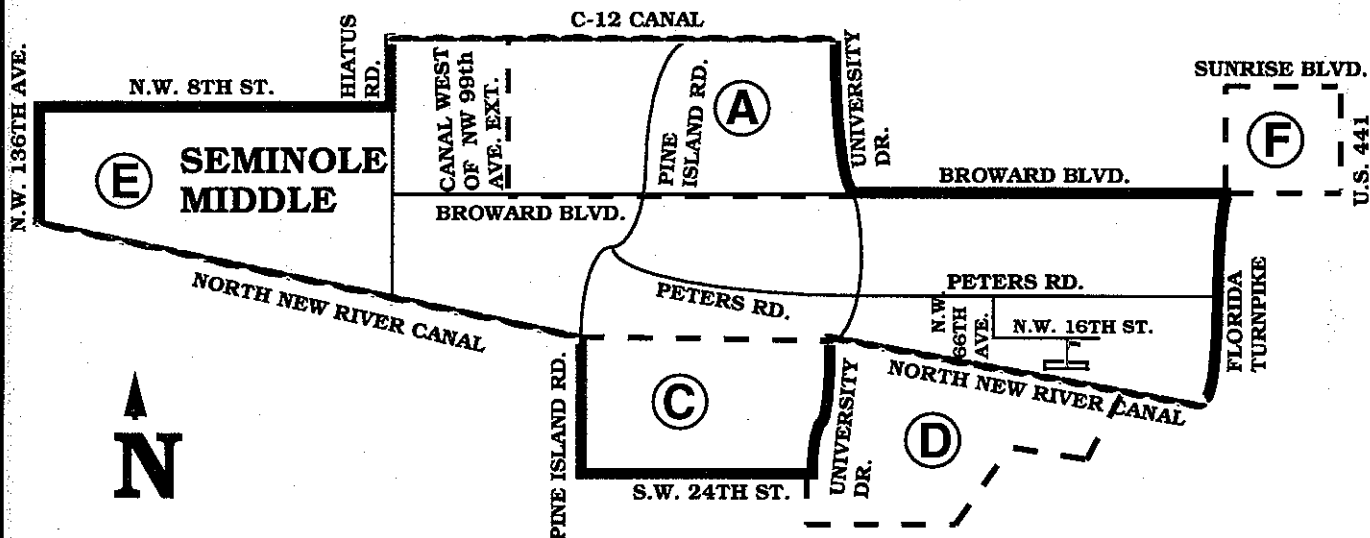 C-12 CANAL
N.W. 136TH AVE.
N.W. 8TH ST.
HIATUS
RD.
CANAL WEST
OF NW 99th
AVE. EXT.
PINE
ISLAND RD.
A
UNIVERSITY
DR.
SUNRISE BLVD.
F
U.S. 441
E
SEMINOLE
MIDDLE
BROWARD BLVD.
BROWARD BLVD.
NORTH NEW RIVER CANAL
PETERS RD.
PETERS RD.
N.W.
66TH
AVE.
N.W. 16TH ST.
FLORIDA
TURNPIKE
N
PINE ISLAND RD.
C
UNIVERSITY
DR.
NORTH NEW RIVER CANAL
D
S.W. 24TH ST.